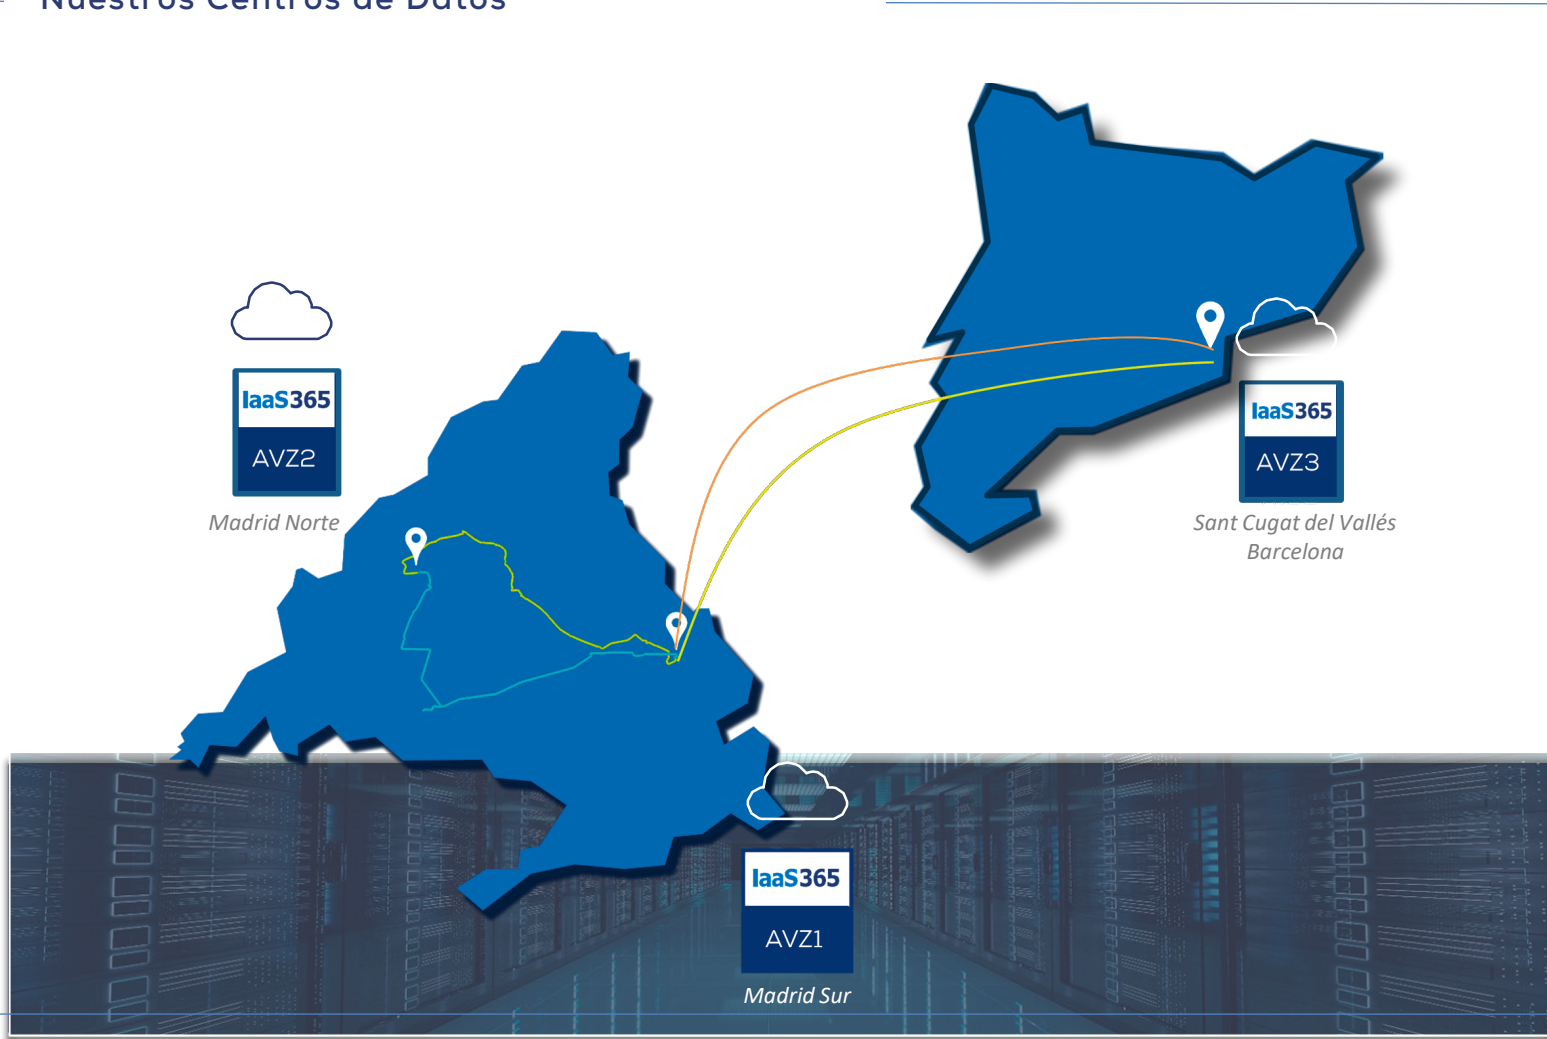 Nuestros Centros de Datos
IaaS365
AVZ2
Madrid Norte
IaaS365
AVZ3
Sant Cugat del Vallés
Barcelona
IaaS365
AVZ1
Madrid Sur